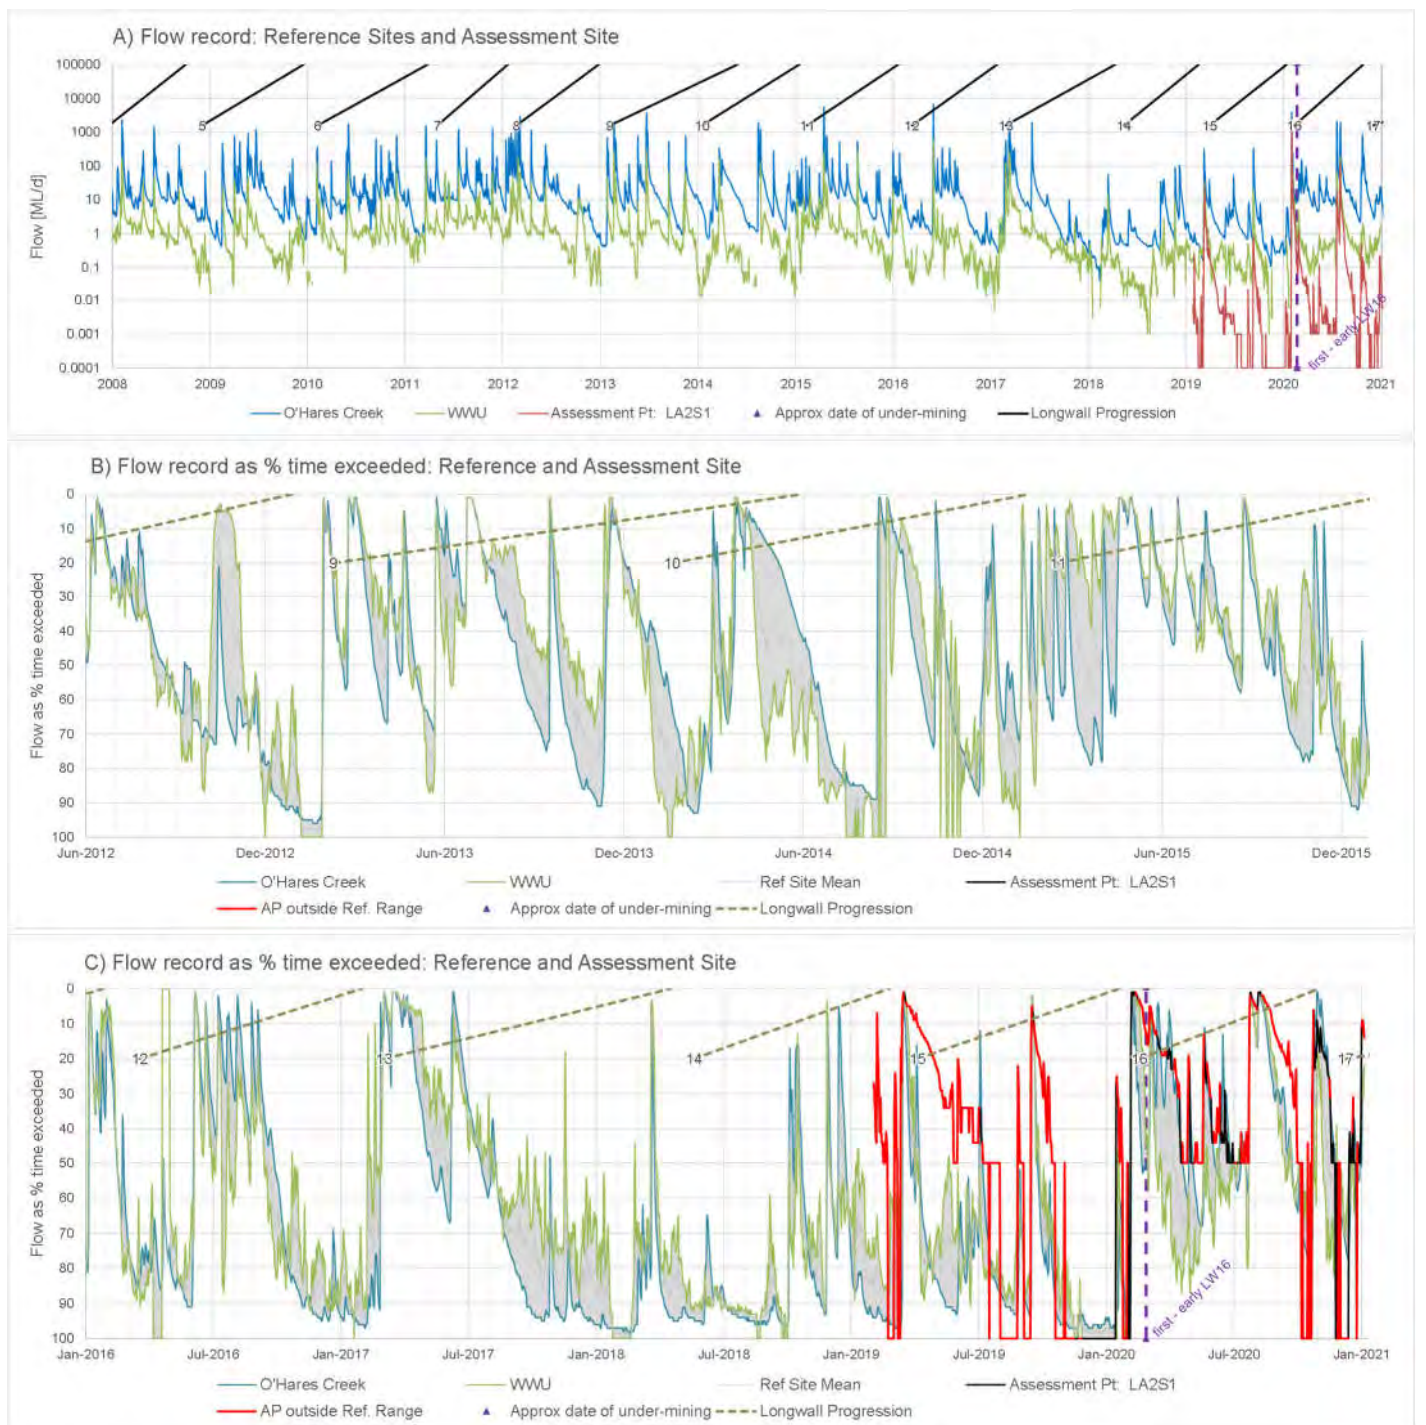 A) Flow record: Reference Sites and Assessment Site
100000
10000
1000
100
10
1
0.1
0.01
0.001
0.0001
Flow [ML/d]
5 6 7 8 9 10 11 12 13 14 15 16 17
first - early LW16
2008 2009 2010 2011 2012 2013 2014 2015 2016 2017 2018 2019 2020 2021
O'Hares Creek WWU Assessment Pt: LA2S1 Approx date of under-mining Longwall Progression
B) Flow record as % time exceeded: Reference and Assessment Site
0
10
20
30
40
50
60
70
80
90
100
Flow as % time exceeded
9 10 11
Jun-2012 Dec-2012 Jun-2013 Dec-2013 Jun-2014 Dec-2014 Jun-2015 Dec-2015
O'Hares Creek WWU Ref Site Mean Assessment Pt: LA2S1
AP outside Ref. Range Approx date of under-mining Longwall Progression
C) Flow record as % time exceeded: Reference and Assessment Site
0
10
20
30
40
50
60
70
80
90
100
Flow as % time exceeded
12 13 14 15 16 17
first - early LW16
Jan-2016 Jul-2016 Jan-2017 Jul-2017 Jan-2018 Jul-2018 Jan-2019 Jul-2019 Jan-2020 Jul-2020 Jan-2021
O'Hares Creek WWU Ref Site Mean Assessment Pt: LA2S1
AP outside Ref. Range Approx date of under-mining Longwall Progression